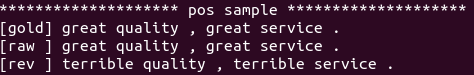 ******************** pos sample ********************
[gold] great quality , great service .
[raw ] great quality , great service .
[rev ] terrible quality , terrible service .